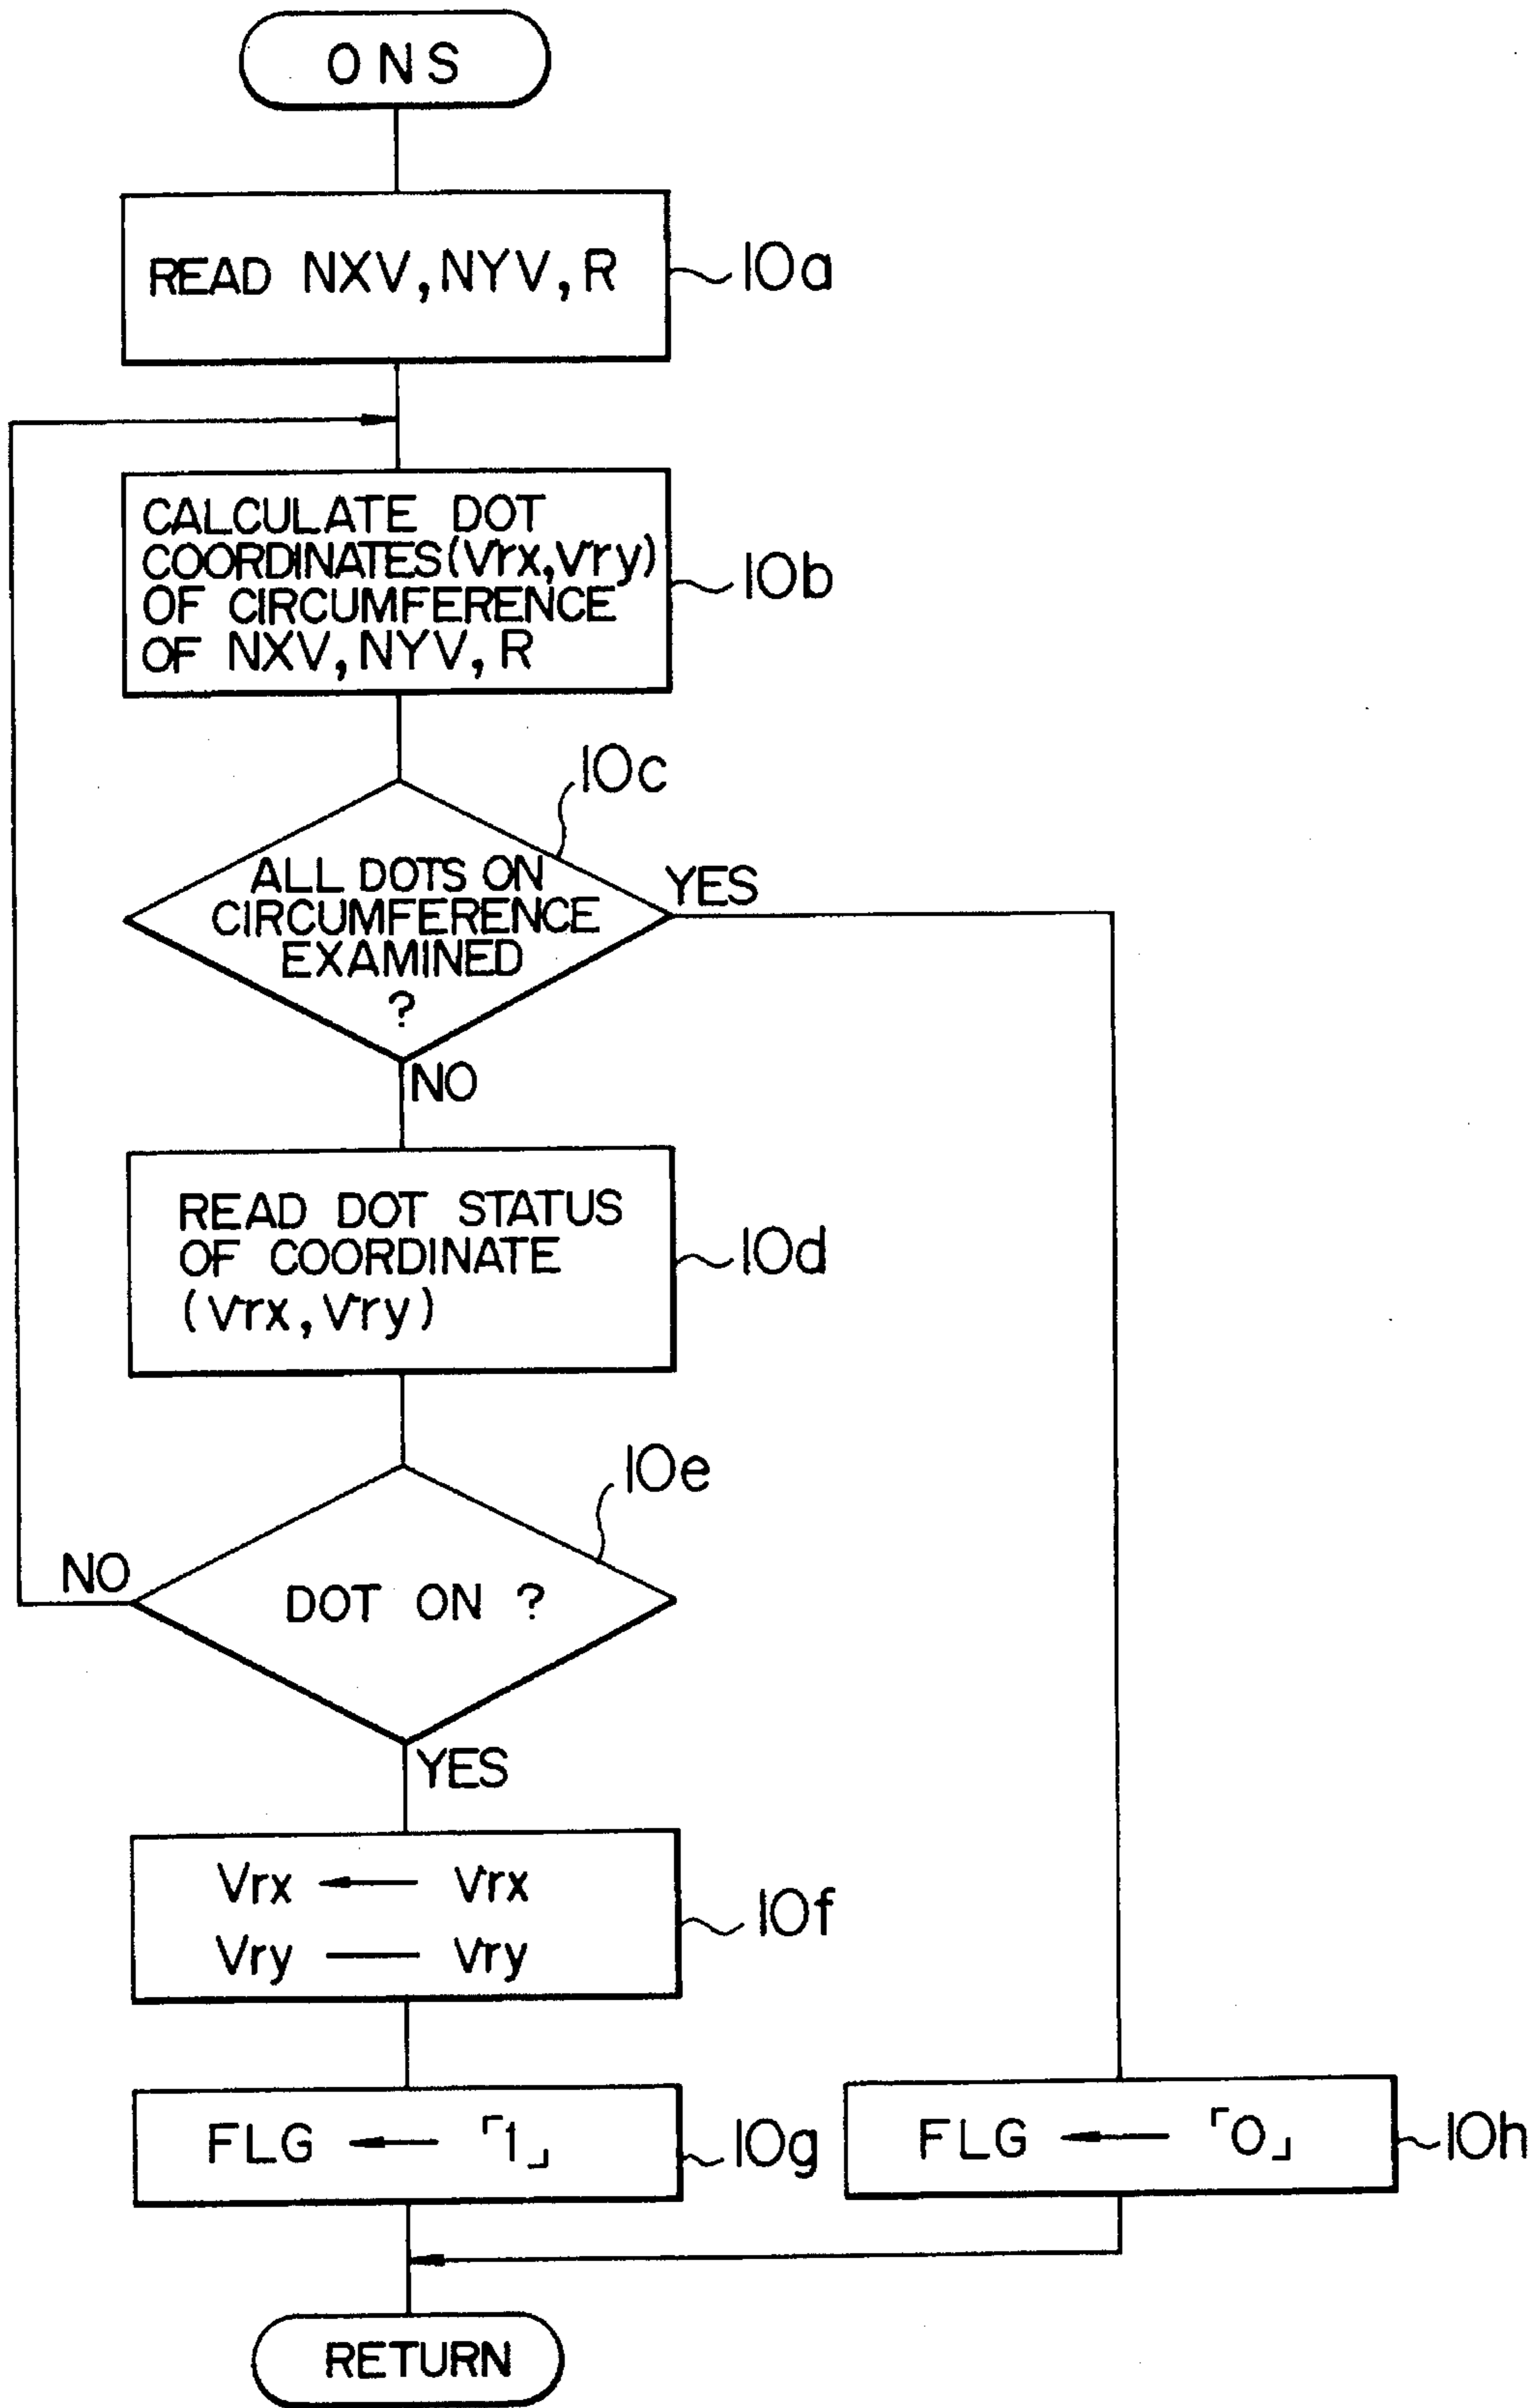 ONS
READ NXV, NYV, R
10a
CALCULATE DOT
COORDINATES (Vrx, Vry)
OF CIRCUMFERENCE
OF NXV, NYV, R
10b
10c
ALL DOTS ON
CIRCUMFERENCE
EXAMINED
?
YES
NO
READ DOT STATUS
OF COORDINATE
(Vrx, Vry)
10d
10e
NO
DOT ON ?
YES
Vrx ← Vrx
Vry — Vry
10f
FLG ← 「1」
10g
FLG ← 「0」
10h
RETURN